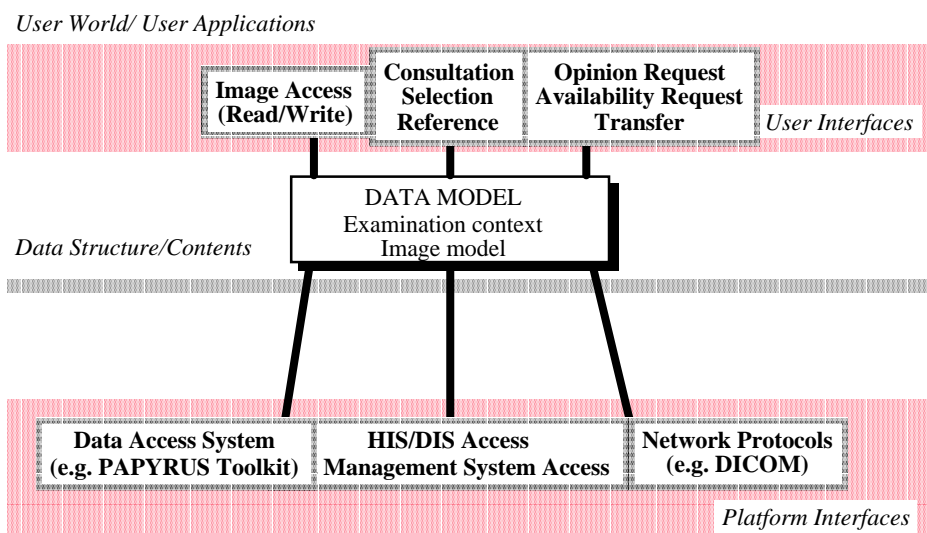 User World/ User Applications
Image Access
(Read/Write)
Consultation
Selection
Reference
Opinion Request
Availability Request
Transfer
User Interfaces
DATA MODEL
Examination context
Image model
Data Structure/Contents
Data Access System
(e.g. PAPYRUS Toolkit)
HIS/DIS Access
Management System Access
Network Protocols
(e.g. DICOM)
Platform Interfaces